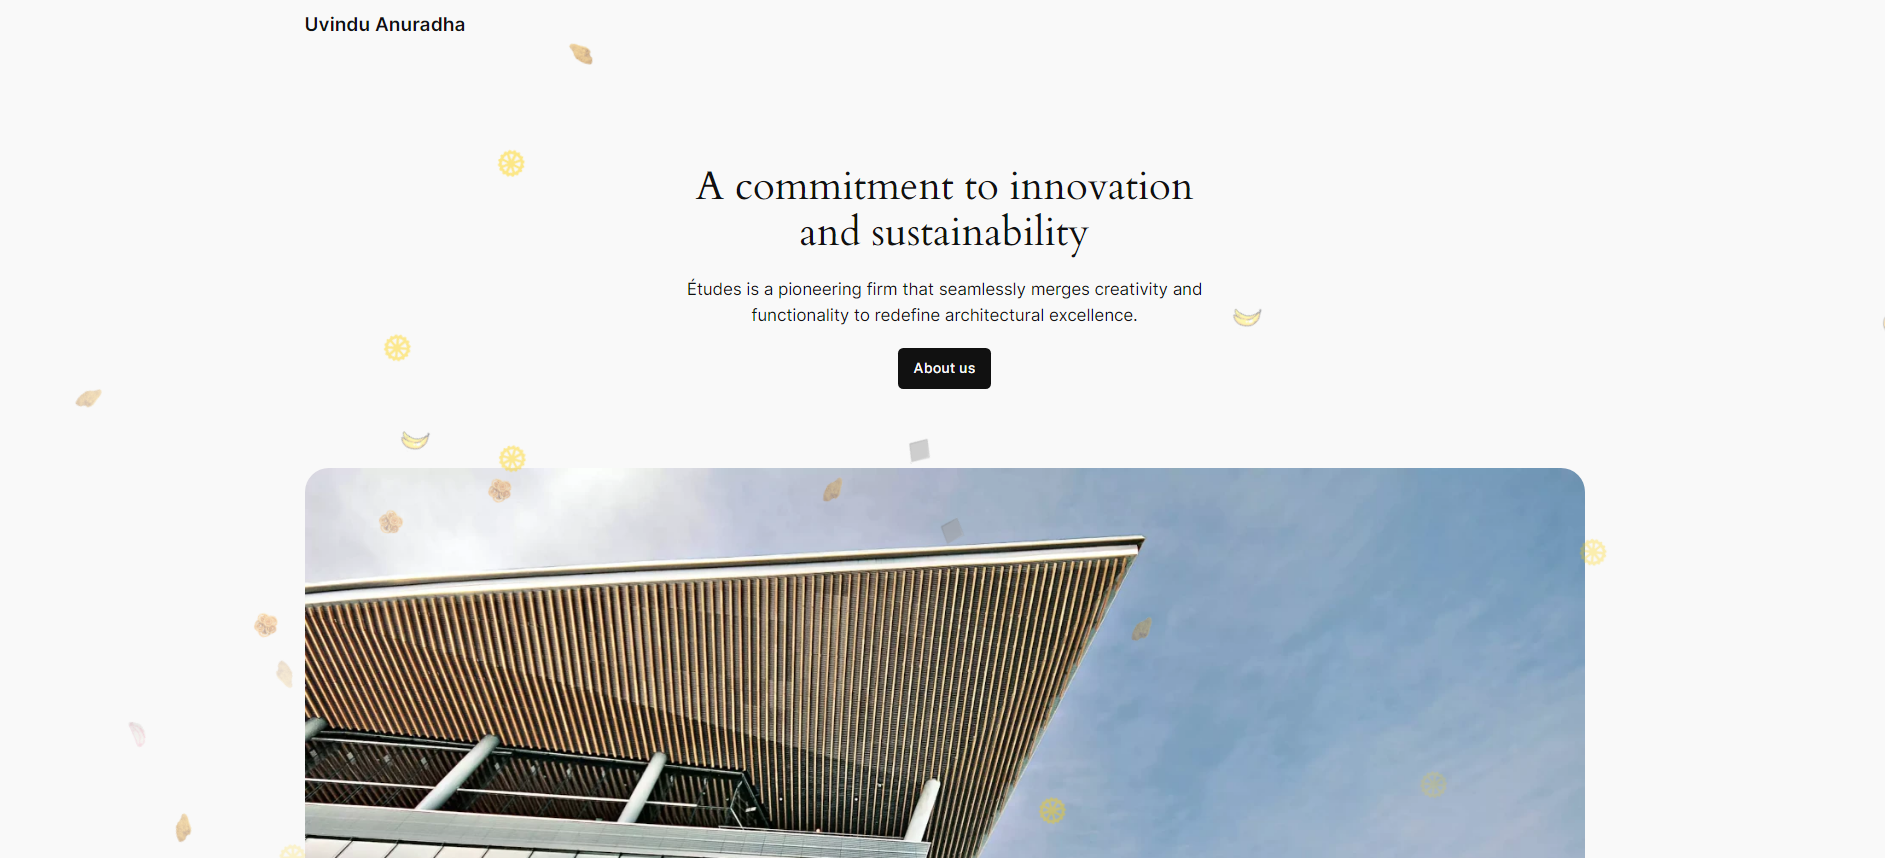 Uvindu Anuradha
A commitment to innovation
and sustainability
Études is a pioneering firm that seamlessly merges creativity and
functionality to redefine architectural excellence.
About us